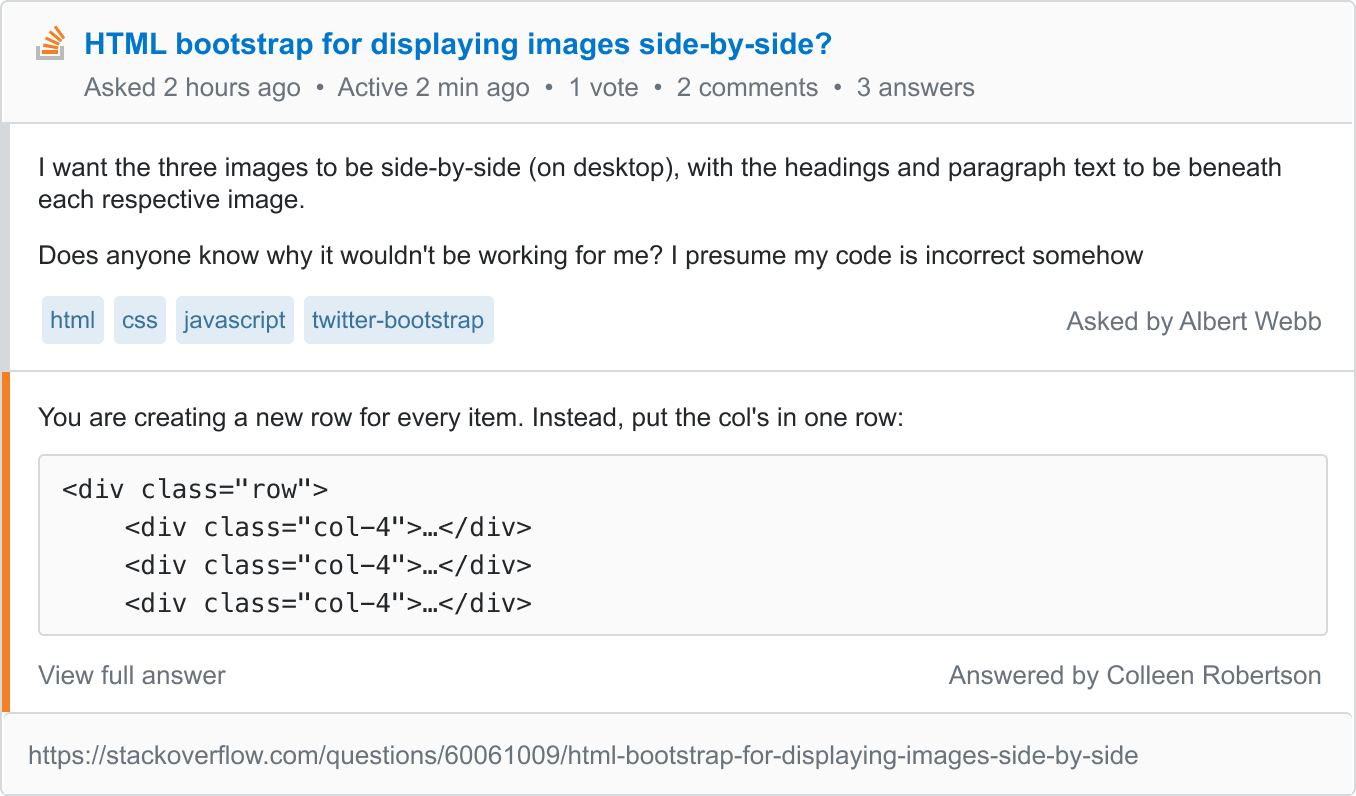 HTML bootstrap for displaying images side-by-side?
Asked 2 hours ago • Active 2 min ago • 1 vote • 2 comments • 3 answers
I want the three images to be side-by-side (on desktop), with the headings and paragraph text to be beneath
each respective image.
Does anyone know why it wouldn't be working for me? I presume my code is incorrect somehow
html css javascript twitter-bootstrap Asked by Albert Webb
You are creating a new row for every item. Instead, put the col's in one row:
<div class="row">
    <div class="col-4">…</div>
    <div class="col-4">…</div>
    <div class="col-4">…</div>
View full answer Answered by Colleen Robertson
https://stackoverflow.com/questions/60061009/html-bootstrap-for-displaying-images-side-by-side